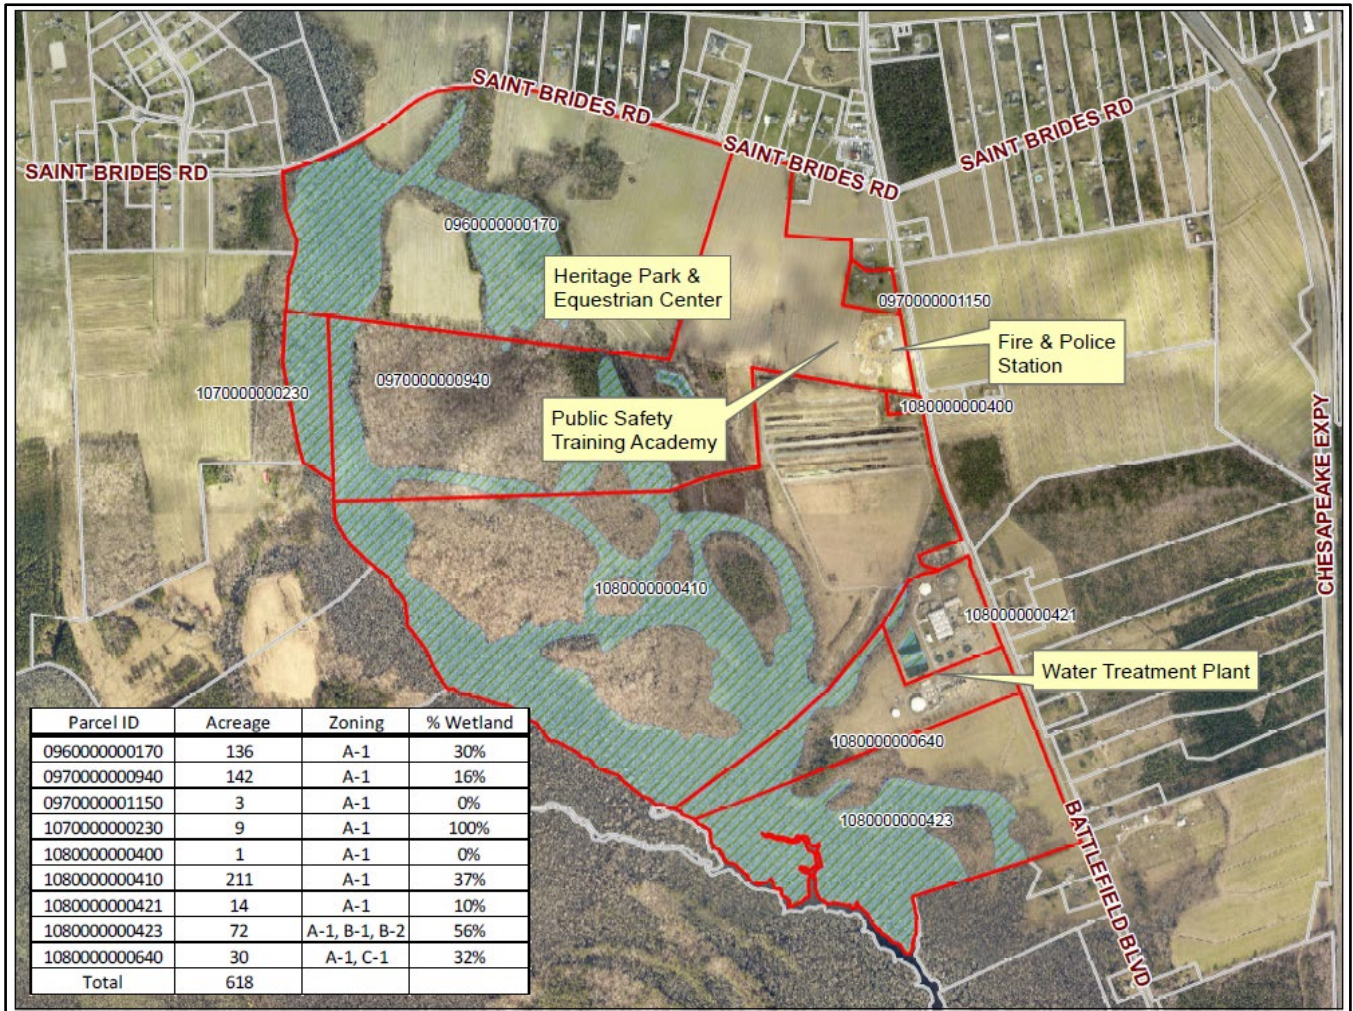 SAINT BRIDES RD
SAINT BRIDES RD
SAINT BRIDES RD
SAINT BRIDES RD
0960000000170
Heritage Park &
Equestrian Center
0970000001150
Fire & Police
Station
0970000000940
1070000000230
1080000000400
Public Safety
Training Academy
CHESAPEAKE EXPY
1080000000410
1080000000421
Water Treatment Plant
1080000000640
1080000000423
BATTLEFIELD BLVD
Parcel ID Acreage Zoning % Wetland
0960000000170 136 A-1 30%
0970000000940 142 A-1 16%
0970000001150 3 A-1 0%
1070000000230 9 A-1 100%
1080000000400 1 A-1 0%
1080000000410 211 A-1 37%
1080000000421 14 A-1 10%
1080000000423 72 A-1, B-1, B-2 56%
1080000000640 30 A-1, C-1 32%
Total 618